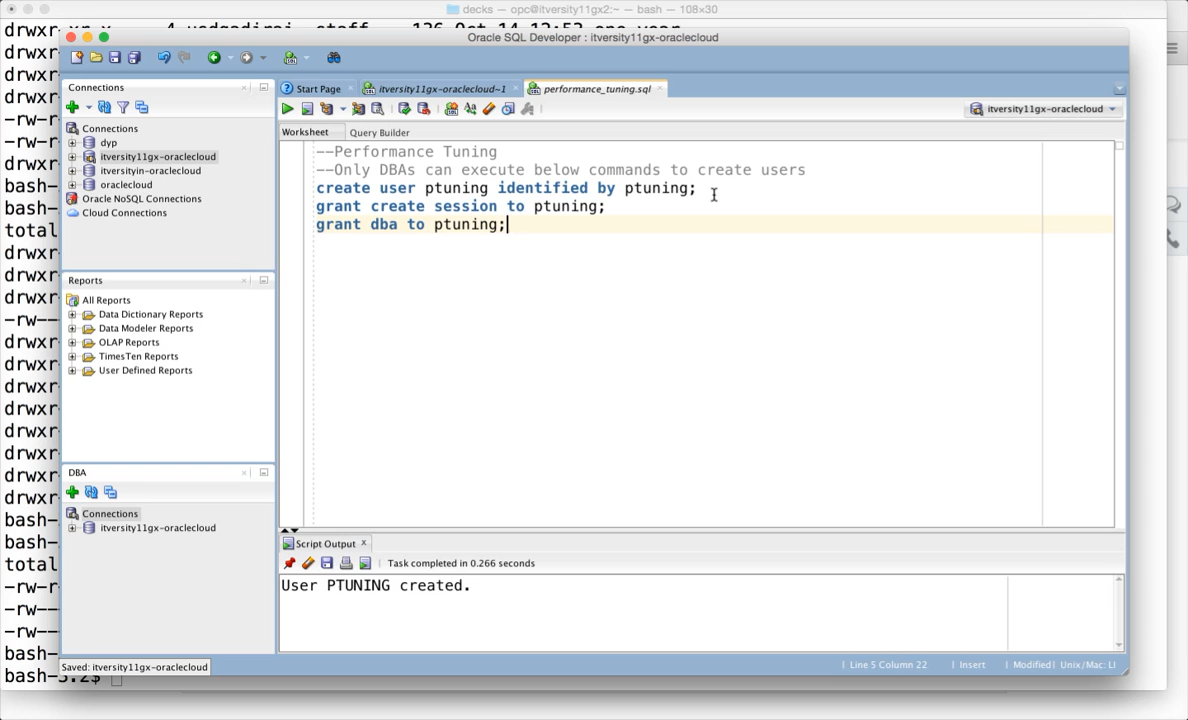 decks — opc@itversity11gx2:~ — bash — 108×30
Oracle SQL Developer : itversity11gx-oraclecloud
Connections
Start Page
itversity11gx-oraclecloud~1
performance_tuning.sql
itversity11gx-oraclecloud
Worksheet
Query Builder
Connections
dyp
itversity11gx-oraclecloud
itversityin-oraclecloud
oraclecloud
Oracle NoSQL Connections
Cloud Connections
--Performance Tuning
--Only DBAs can execute below commands to create users
create user ptuning identified by ptuning;
grant create session to ptuning;
grant dba to ptuning;
Reports
All Reports
Data Dictionary Reports
Data Modeler Reports
OLAP Reports
TimesTen Reports
User Defined Reports
DBA
Connections
itversity11gx-oraclecloud
Script Output
Task completed in 0.266 seconds
User PTUNING created.
Saved: itversity11gx-oraclecloud
Line 5 Column 22
Insert
Modified
Unix/Mac: LI
drwxr
drwxr
drwxr
drwxr
-rw-r
-rw-r
drwxr
bash-
bash-
total
drwxr
drwxr
drwxr
-rw--
drwxr
drwxr
drwxr
drwxr
drwxr
drwxr
drwxr
drwxr
bash-
bash-
total
-rw-r
-rw--
-rw--
bash-
bash-3.2$